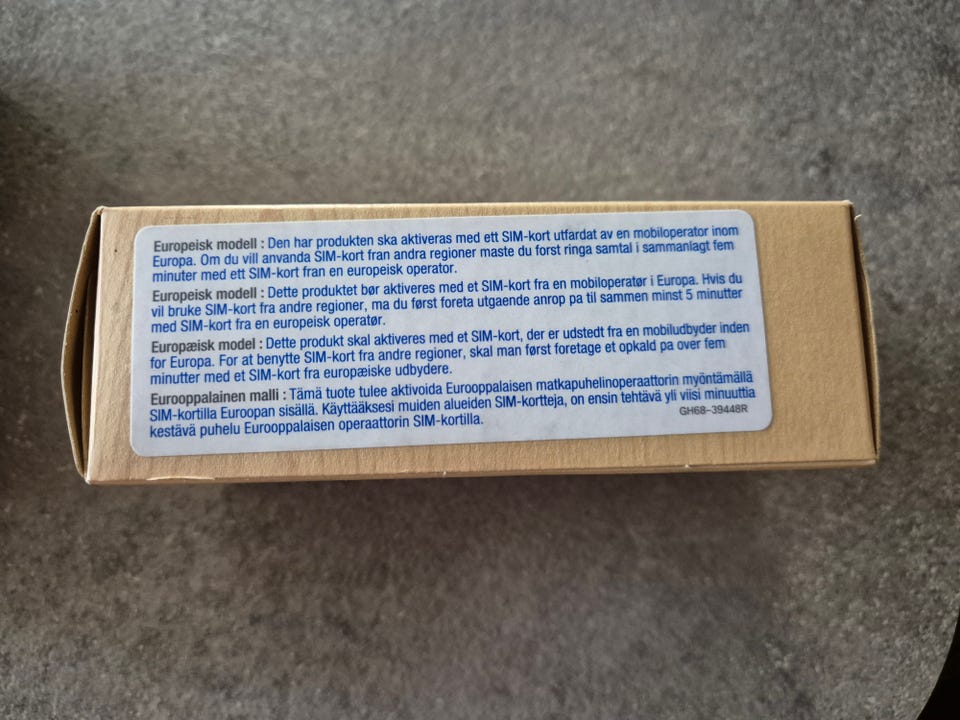 Europeisk modell : Den har produkten ska aktiveras med ett SIM-kort utfardat av en mobiloperator inom
Europa. Om du vill anvanda SIM-kort fran andra regioner maste du forst ringa samtal i sammanlagt fem
minuter med ett SIM-kort fran en europeisk operator.
Europeisk modell : Dette produktet bør aktiveres med et SIM-kort fra en mobiloperatør i Europa. Hvis du
vil bruke SIM-kort fra andre regioner, ma du først foreta utgaende anrop pa til sammen minst 5 minutter
med SIM-kort fra en europeisk operatør.
Europæisk model : Dette produkt skal aktiveres med et SIM-kort, der er udstedt fra en mobiludbyder inden
for Europa. For at benytte SIM-kort fra andre regioner, skal man først foretage et opkald pa over fem
minutter med et SIM-kort fra europæiske udbydere.
Eurooppalainen malli : Tämä tuote tulee aktivoida Eurooppalaisen matkapuhelinoperaattorin myöntämällä
SIM-kortilla Euroopan sisällä. Käyttääksesi muiden alueiden SIM-kortteja, on ensin tehtävä yli viisi minuuttia
kestävä puhelu Eurooppalaisen operaattorin SIM-kortilla.
GH68-39448R